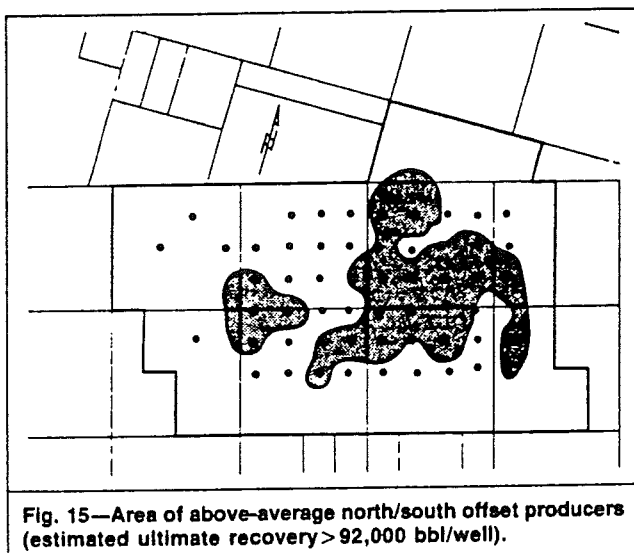 Fig. 15—Area of above-average north/south offset producers
(estimated ultimate recovery > 92,000 bbl/well).